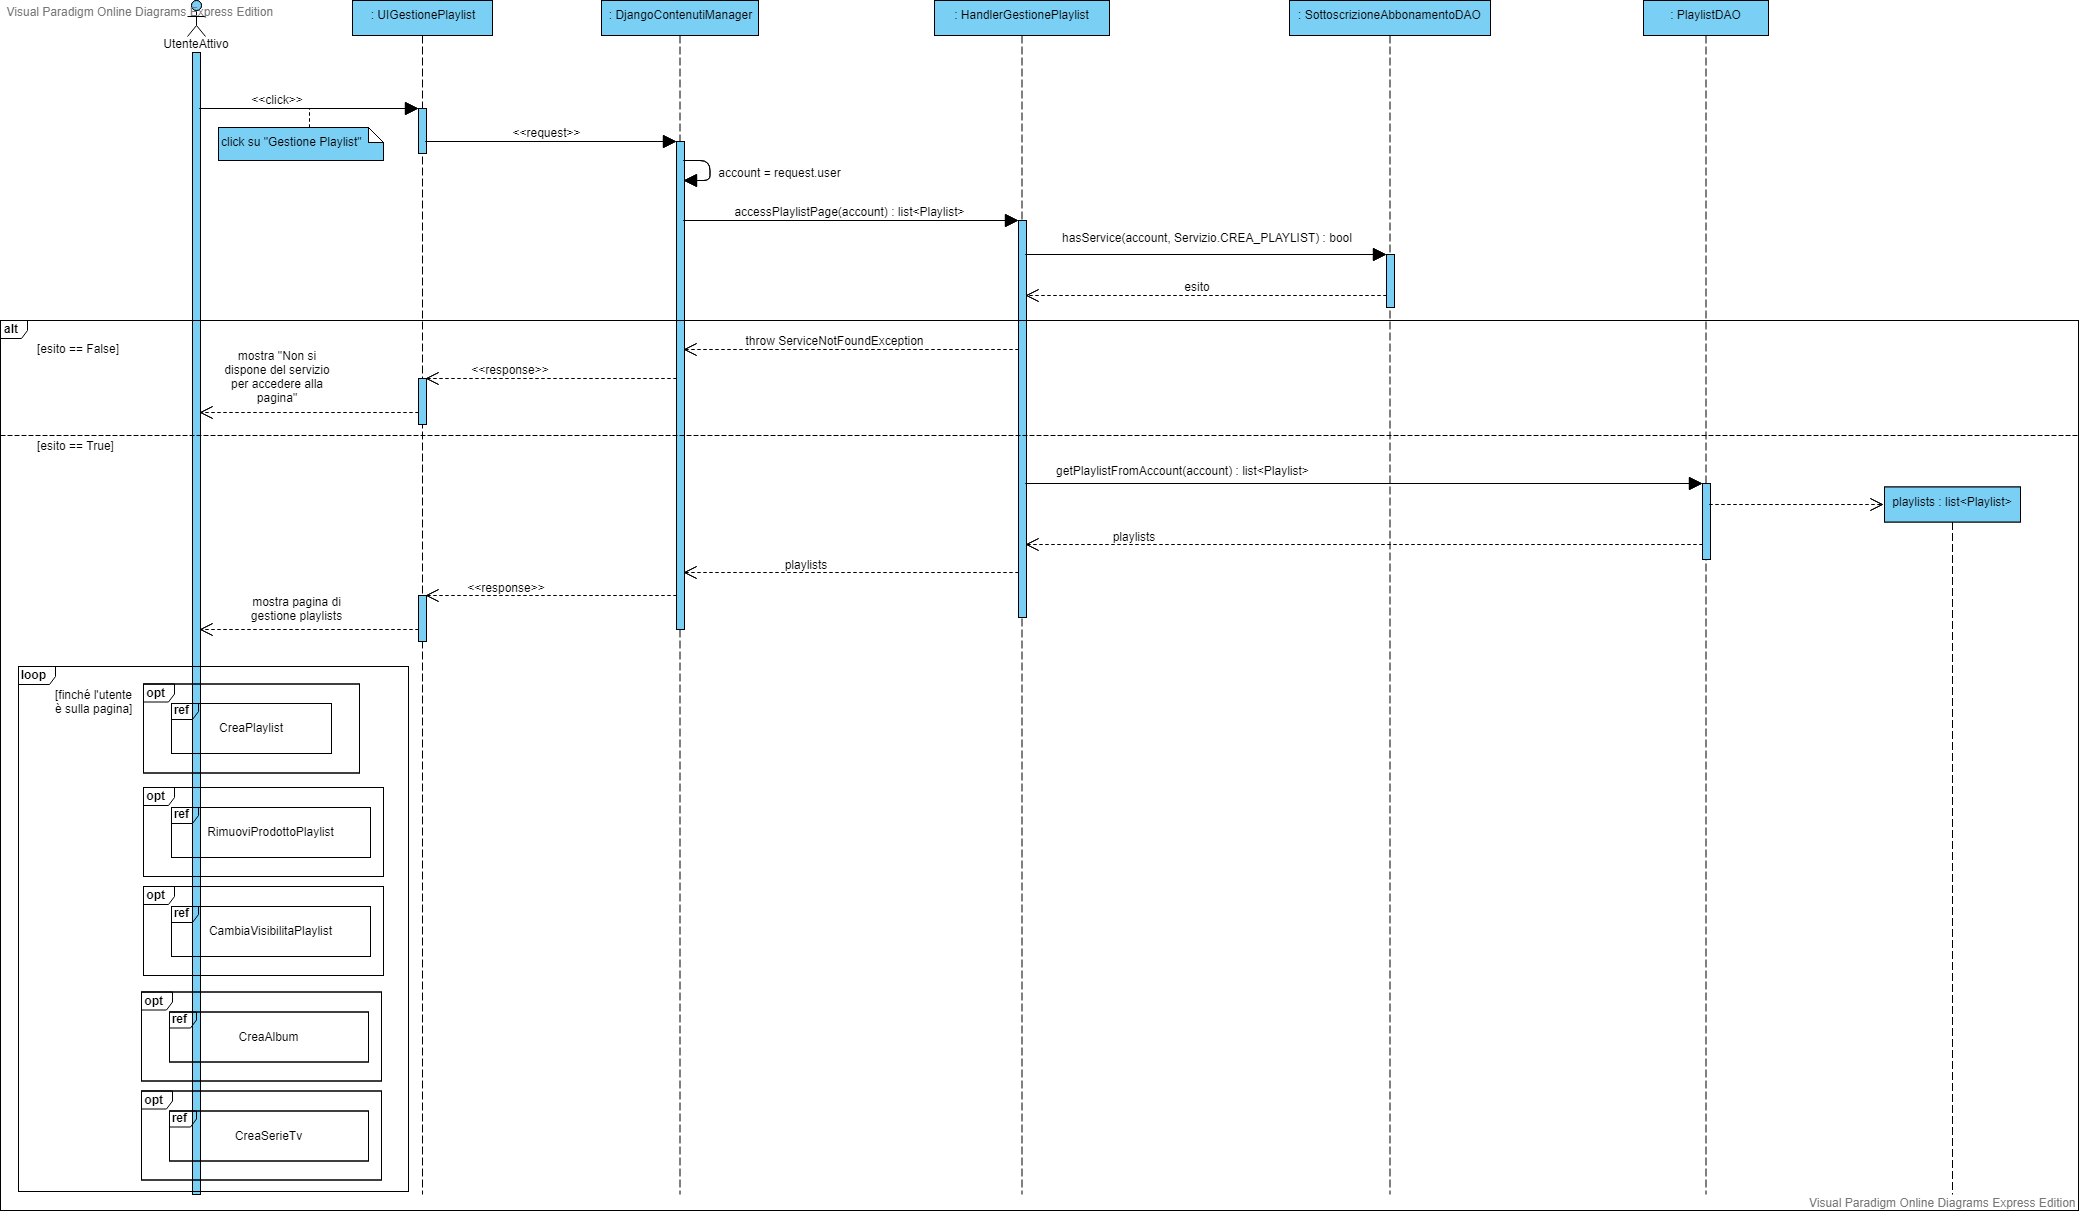 Visual Paradigm Online Diagrams Express Edition
UtenteAttivo
: UIGestionePlaylist
: DjangoContenutiManager
: HandlerGestionePlaylist
: SottoscrizioneAbbonamentoDAO
: PlaylistDAO
<<click>>
click su "Gestione Playlist"
<<request>>
account = request.user
accessPlaylistPage(account) : list<Playlist>
hasService(account, Servizio.CREA_PLAYLIST) : bool
esito
alt
[esito == False]
throw ServiceNotFoundException
<<response>>
mostra "Non si
dispone del servizio
per accedere alla
pagina"
[esito == True]
getPlaylistFromAccount(account) : list<Playlist>
playlists : list<Playlist>
playlists
playlists
<<response>>
mostra pagina di
gestione playlists
loop
[finché l'utente
è sulla pagina]
opt
ref
CreaPlaylist
opt
ref
RimuoviProdottoPlaylist
opt
ref
CambiaVisibilitaPlaylist
opt
ref
CreaAlbum
opt
ref
CreaSerieTv
Visual Paradigm Online Diagrams Express Edition